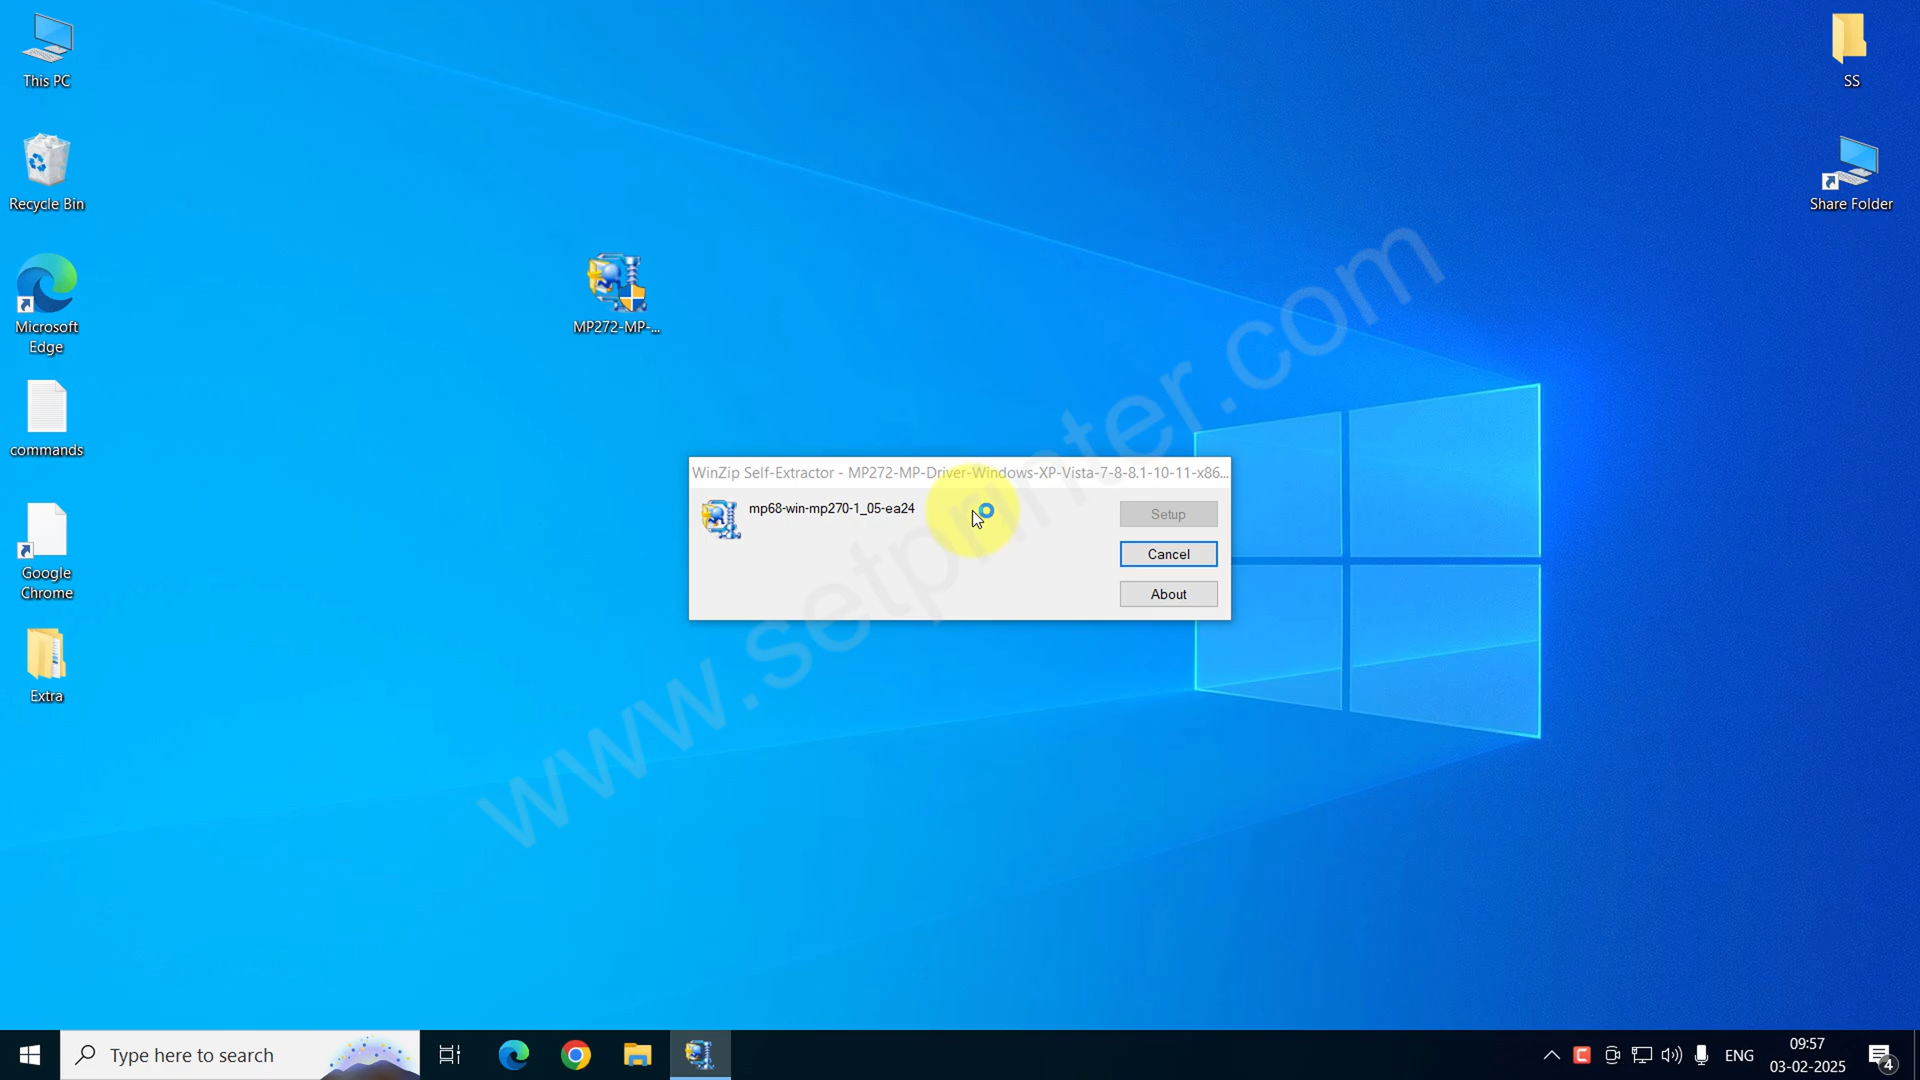 This PC
Recycle Bin
Microsoft
Edge
commands
Google
Chrome
Extra
MP272-MP-...
SS
Share Folder
www.setprinter.com
WinZip Self-Extractor - MP272-MP-Driver-Windows-XP-Vista-7-8-8.1-10-11-x86...
mp68-win-mp270-1_05-ea24
Setup
Cancel
About
Type here to search
ENG
09:57
03-02-2025
4